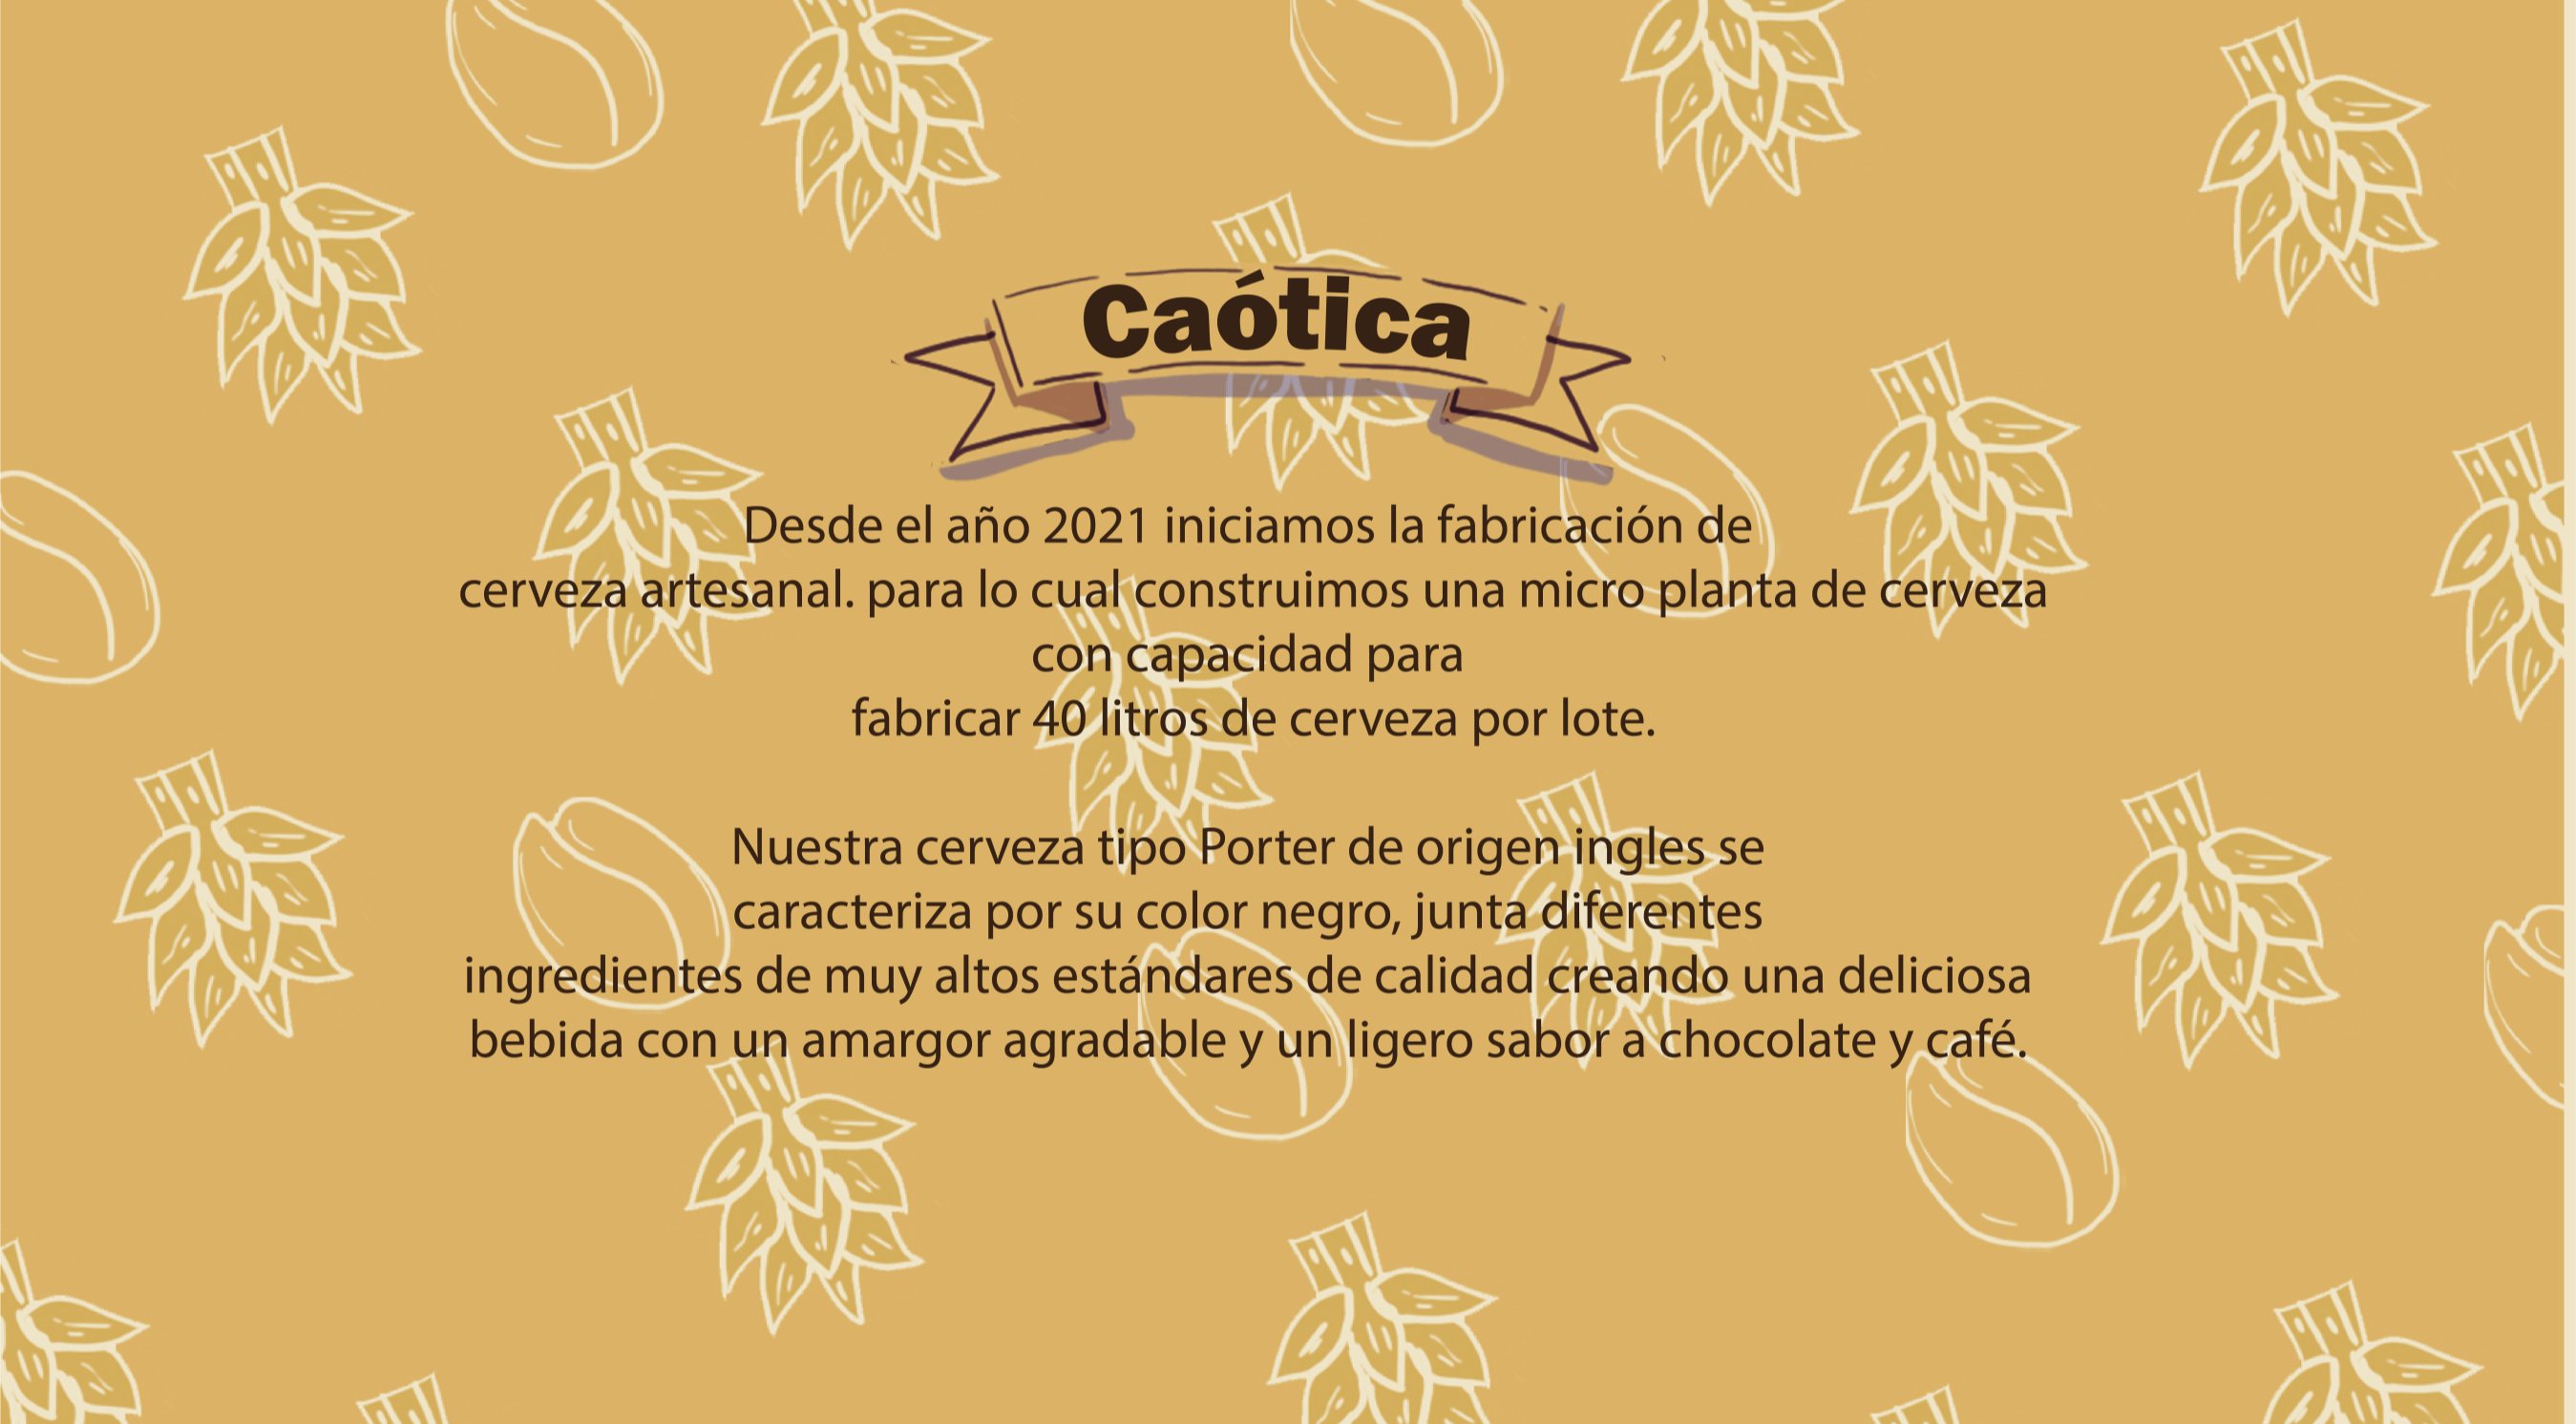 Caótica
Desde el año 2021 iniciamos la fabricación de
cerveza artesanal. para lo cual construimos una micro planta de cerveza
con capacidad para
fabricar 40 litros de cerveza por lote.
Nuestra cerveza tipo Porter de origen ingles se
caracteriza por su color negro, junta diferentes
ingredientes de muy altos estándares de calidad creando una deliciosa
bebida con un amargor agradable y un ligero sabor a chocolate y café.